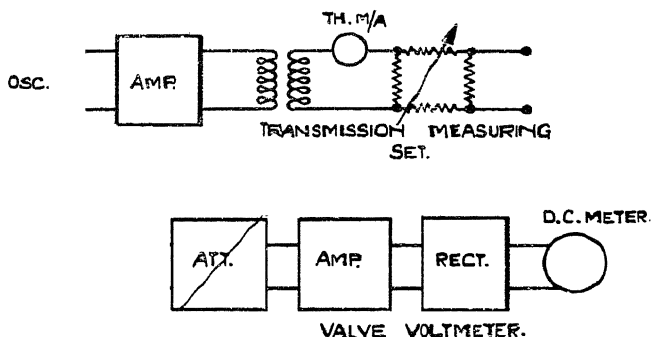 TH. M/A
OSC.
AMP.
TRANSMISSION MEASURING
SET.
D.C. METER.
ATT.
AMP.
RECT.
VALVE VOLTMETER.